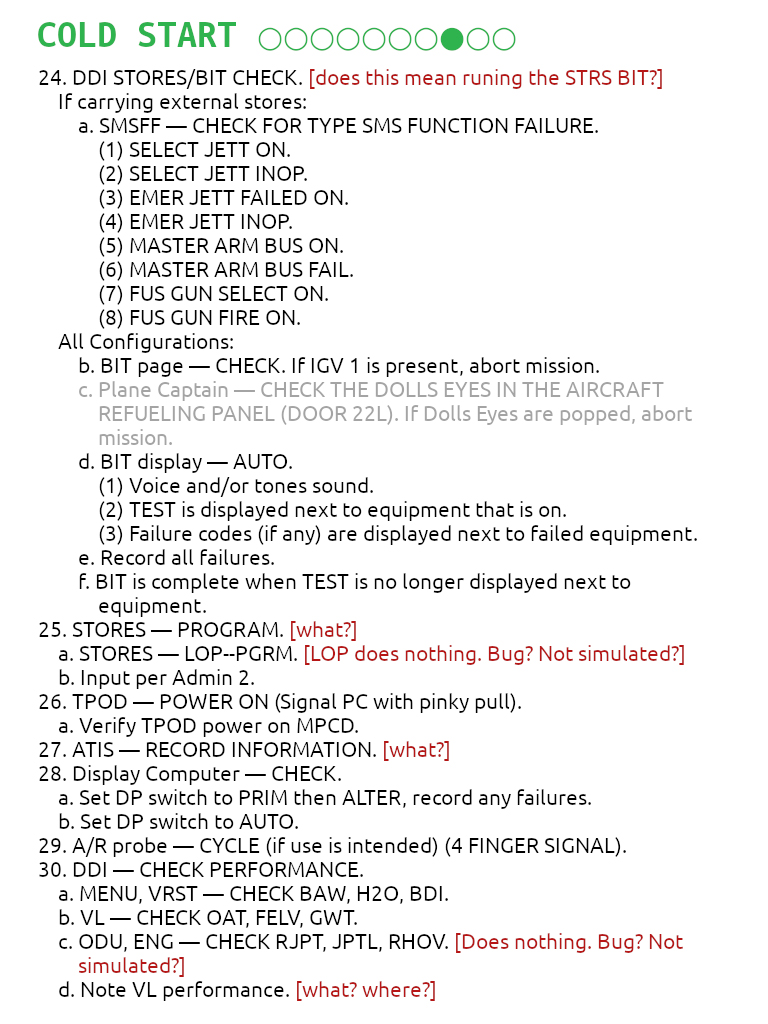 COLD START ○○○○○○○●○○
24. DDI STORES/BIT CHECK. [does this mean runing the STRS BIT?]
If carrying external stores:
a. SMSFF — CHECK FOR TYPE SMS FUNCTION FAILURE.
(1) SELECT JETT ON.
(2) SELECT JETT INOP.
(3) EMER JETT FAILED ON.
(4) EMER JETT INOP.
(5) MASTER ARM BUS ON.
(6) MASTER ARM BUS FAIL.
(7) FUS GUN SELECT ON.
(8) FUS GUN FIRE ON.
All Configurations:
b. BIT page — CHECK. If IGV 1 is present, abort mission.
c. Plane Captain — CHECK THE DOLLS EYES IN THE AIRCRAFT
REFUELING PANEL (DOOR 22L). If Dolls Eyes are popped, abort
mission.
d. BIT display — AUTO.
(1) Voice and/or tones sound.
(2) TEST is displayed next to equipment that is on.
(3) Failure codes (if any) are displayed next to failed equipment.
e. Record all failures.
f. BIT is complete when TEST is no longer displayed next to
equipment.
25. STORES — PROGRAM. [what?]
a. STORES — LOP--PGRM. [LOP does nothing. Bug? Not simulated?]
b. Input per Admin 2.
26. TPOD — POWER ON (Signal PC with pinky pull).
a. Verify TPOD power on MPCD.
27. ATIS — RECORD INFORMATION. [what?]
28. Display Computer — CHECK.
a. Set DP switch to PRIM then ALTER, record any failures.
b. Set DP switch to AUTO.
29. A/R probe — CYCLE (if use is intended) (4 FINGER SIGNAL).
30. DDI — CHECK PERFORMANCE.
a. MENU, VRST — CHECK BAW, H2O, BDI.
b. VL — CHECK OAT, FELV, GWT.
c. ODU, ENG — CHECK RJPT, JPTL, RHOV. [Does nothing. Bug? Not
simulated?]
d. Note VL performance. [what? where?]